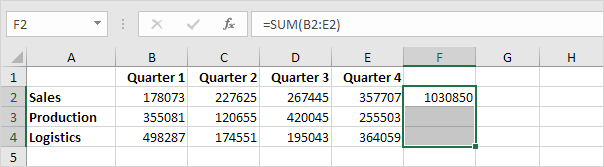 F2 fx =SUM(B2:E2)
A B C D E F G H
1 Quarter 1 Quarter 2 Quarter 3 Quarter 4
2 Sales 178073 227625 267445 357707 1030850
3 Production 355081 120655 420045 255503
4 Logistics 498287 174551 195043 364059
5